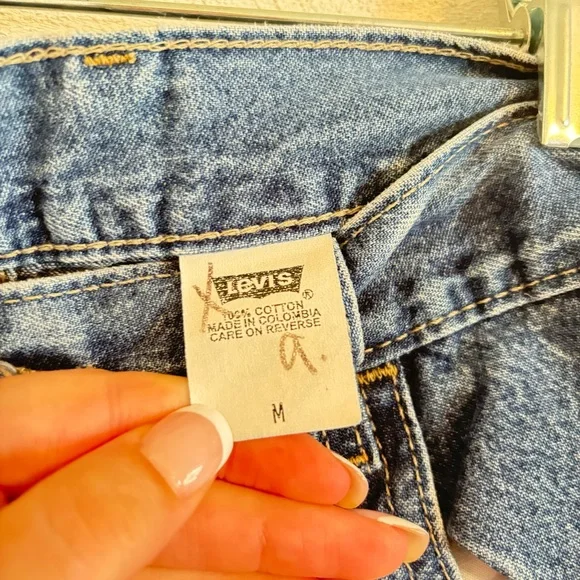 X
Levi's ®
100% COTTON
MADE IN COLOMBIA
CARE ON REVERSE
a.
M